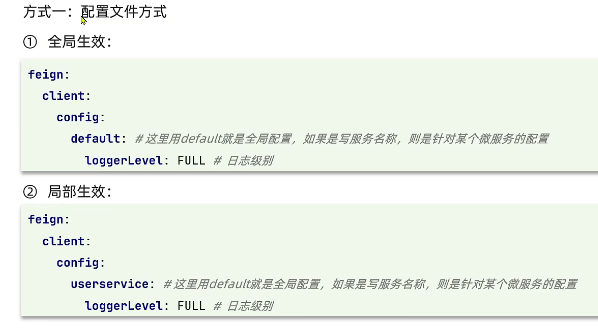 方式一：配置文件方式
① 全局生效：
feign:
  client:
    config:
      default: # 这里用default就是全局配置，如果是写服务名称，则是针对某个微服务的配置
        loggerLevel: FULL # 日志级别
② 局部生效：
feign:
  client:
    config:
      userservice: # 这里用default就是全局配置，如果是写服务名称，则是针对某个微服务的配置
        loggerLevel: FULL # 日志级别